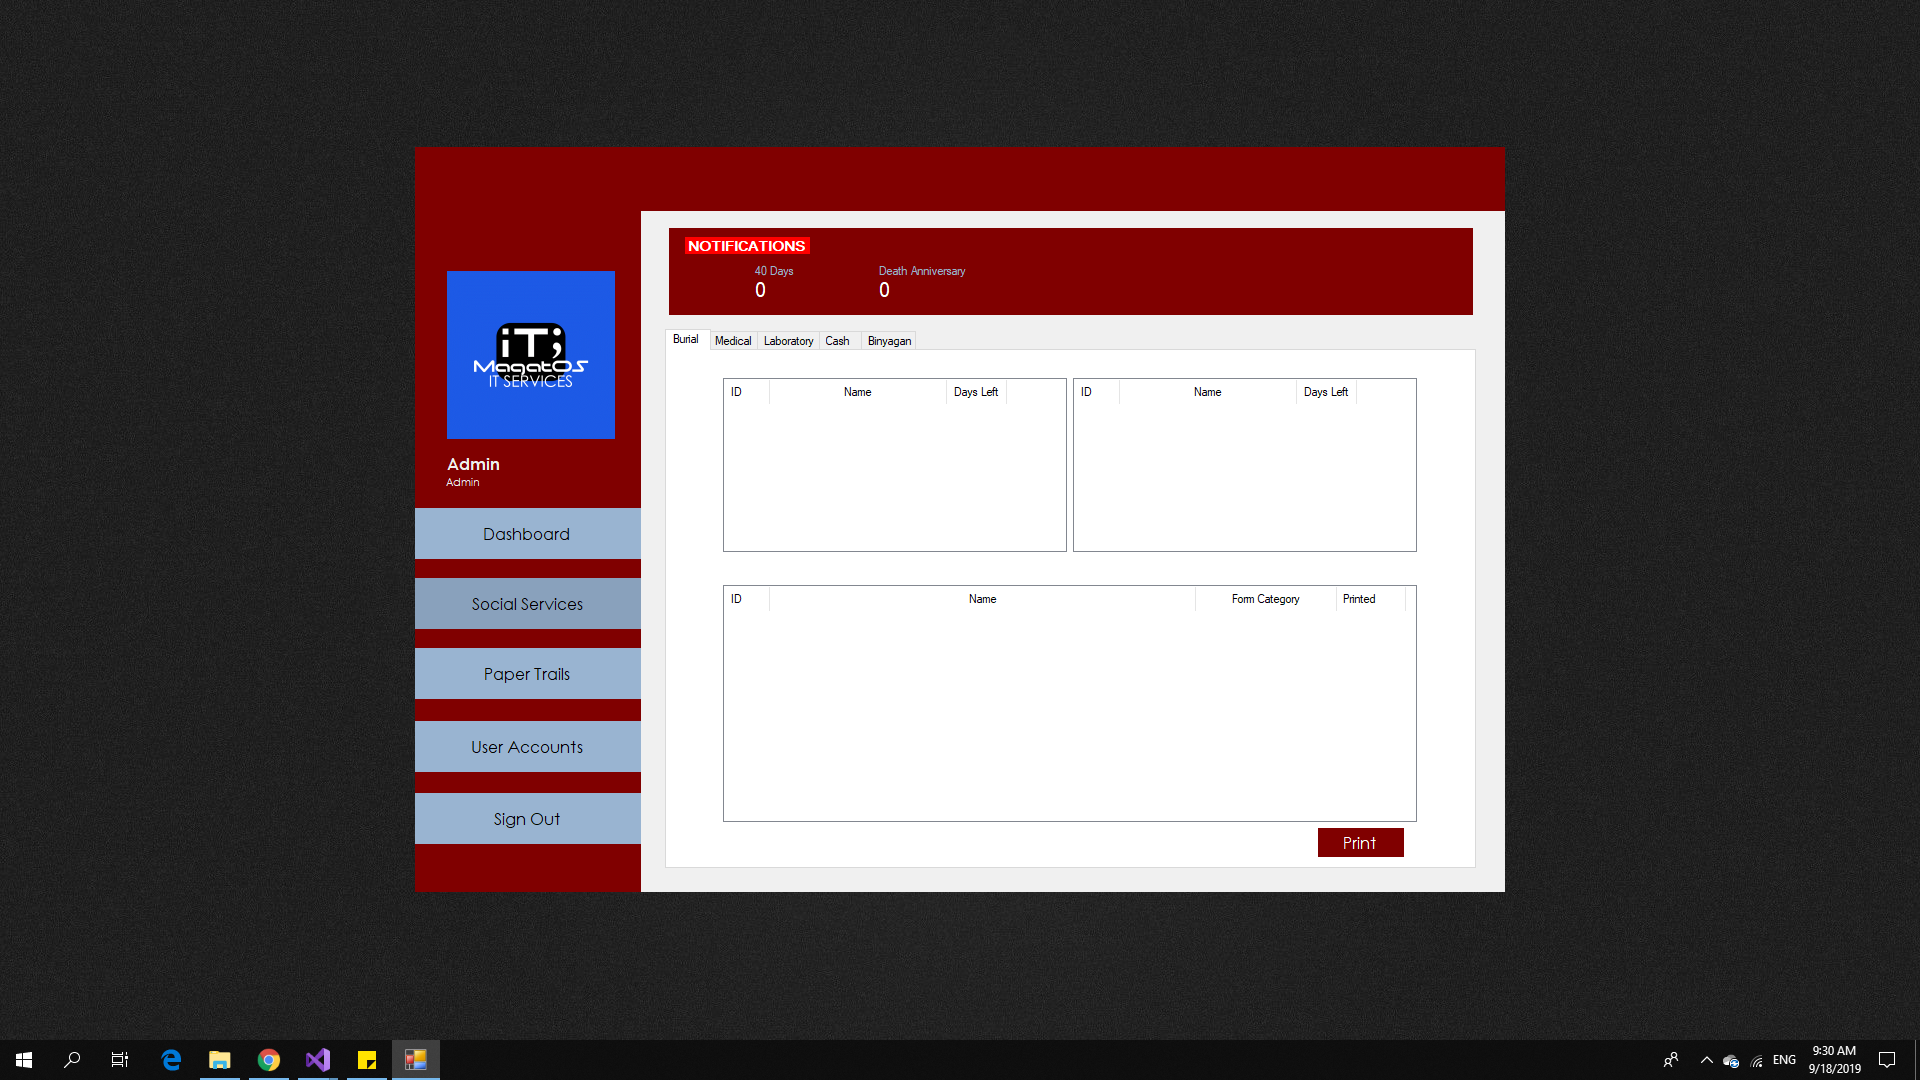 NOTIFICATIONS
40 Days
Death Anniversary
0
0
iT;
MagatOS
IT SERVICES
Admin
Admin
Dashboard
Social Services
Paper Trails
User Accounts
Sign Out
Burial
Medical
Laboratory
Cash
Binyagan
ID
Name
Days Left
ID
Name
Days Left
ID
Name
Form Category
Printed
Print
ENG
9:30 AM
9/18/2019